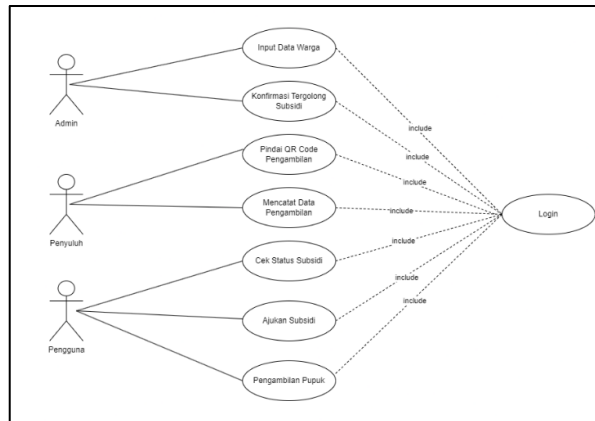 Input Data Warga
Konfirmasi Tergolong
Subsidi
Admin
include
include
Pindai QR Code
Pengambilan
include
Penyuluh
Mencatat Data
Pengambilan
include
Login
include
Cek Status Subsidi
include
Pengguna
Ajukan Subsidi
include
Pengambilan Pupuk